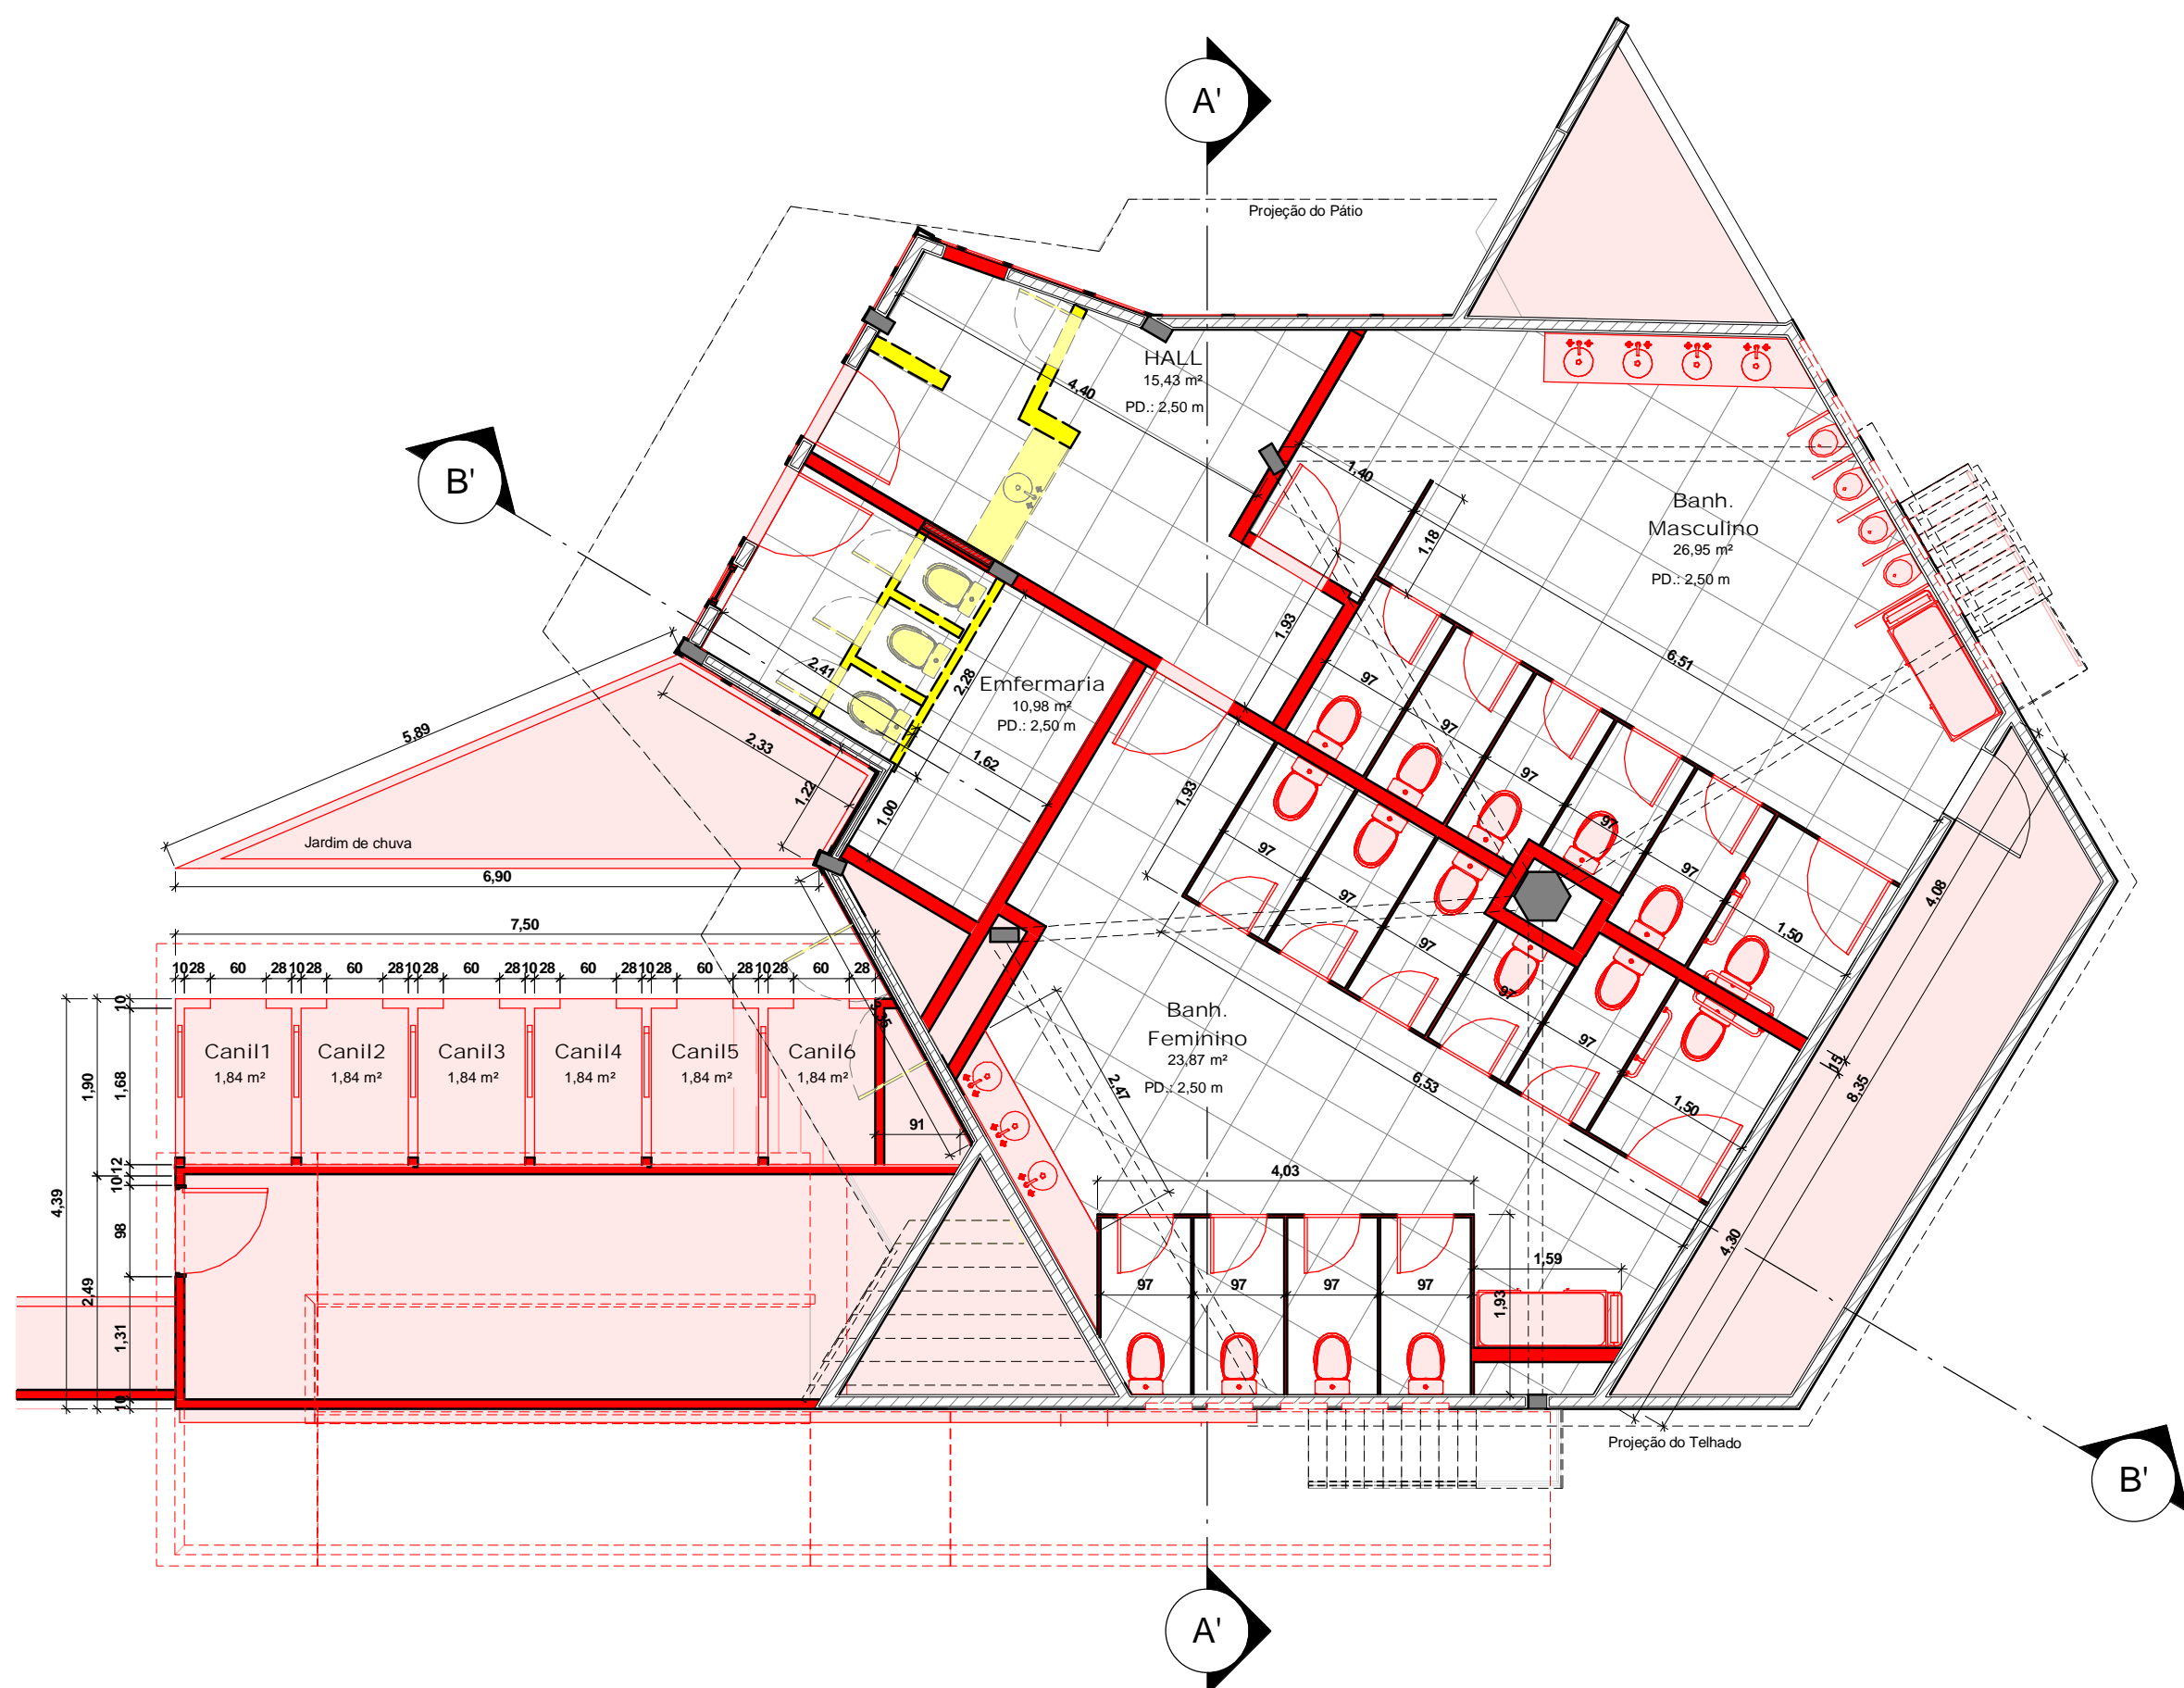 A'
Projeção do Pátio
HALL
15,43 m²
PD.: 2,50 m
4,40
B'
1,40
1,18
Banh.
Masculino
26,95 m²
PD.: 2,50 m
6,51
1,93
2,41
2,28
Emfermaria
10,98 m²
PD.: 2,50 m
5,89
2,33
1,62
1,22
1,00
1,93
97
97
97
97
97
1,50
4,08
Jardim de chuva
6,90
7,50
97
97
97
97
97
1,50
10 28 60 28 10 28 60 28 10 28 60 28 10 28 60 28 10 28 60 28 10 28 60 28
3,35
Canil1
1,84 m²
Canil2
1,84 m²
Canil3
1,84 m²
Canil4
1,84 m²
Canil5
1,84 m²
Canil6
1,84 m²
91
10
1,68
1,90
12
10
4,39
98
2,49
1,31
10
Banh.
Feminino
23,87 m²
PD.: 2,50 m
2,47
6,53
15
8,35
4,30
4,03
97
97
97
97
1,93
1,59
Projeção do Telhado
B'
A'